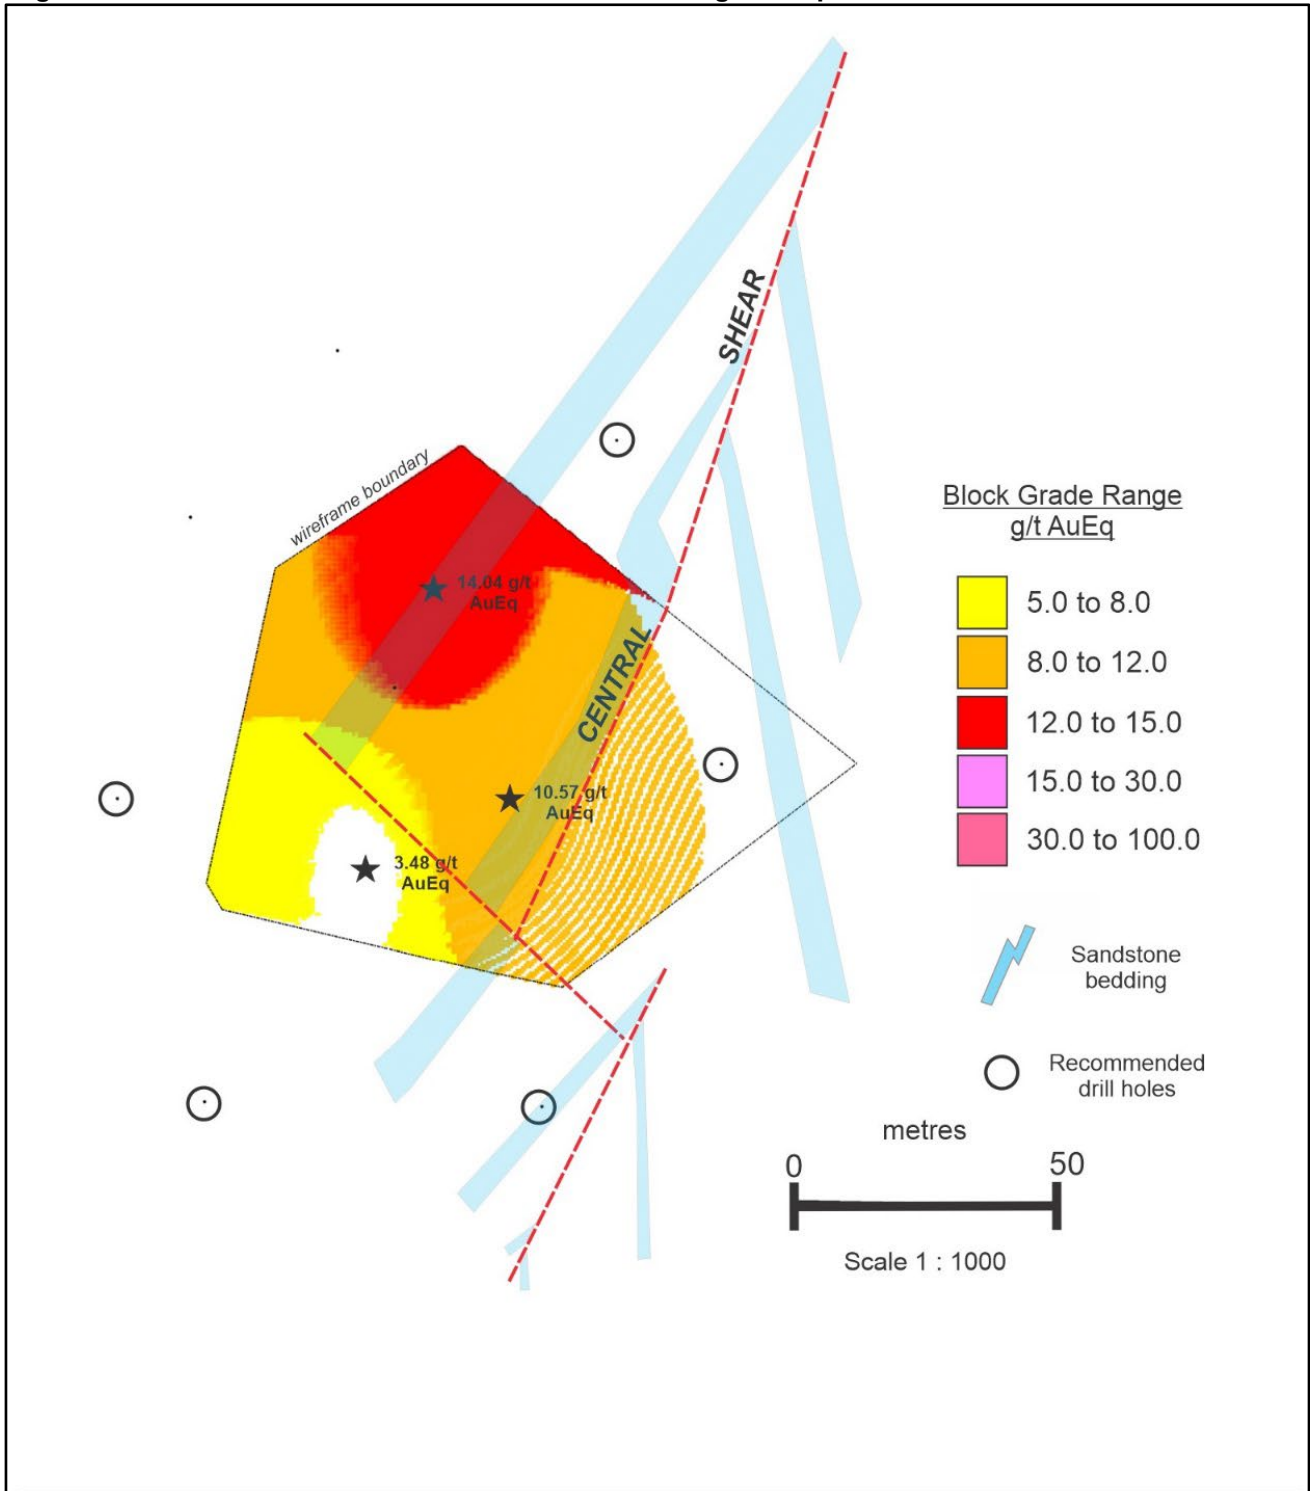 SHEAR
wireframe boundary
14.04 g/t
AuEq
CENTRAL
10.57 g/t
AuEq
3.48 g/t
AuEq
Block Grade Range
g/t AuEq
5.0 to 8.0
8.0 to 12.0
12.0 to 15.0
15.0 to 30.0
30.0 to 100.0
Sandstone
bedding
Recommended
drill holes
metres
0 50
Scale 1 : 1000